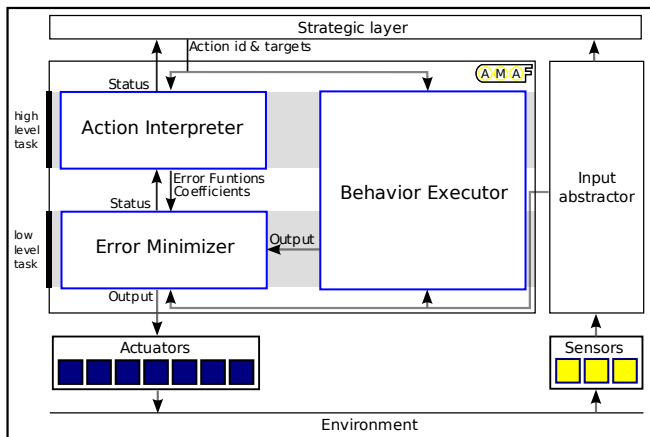 Strategic layer
Action id & targets
Status
AMA
high
level
task
Action Interpreter
Error Funtions
Coefficients
Status
Behavior Executor
Input
abstractor
low
level
task
Error Minimizer
Output
Output
Actuators
Sensors
Environment